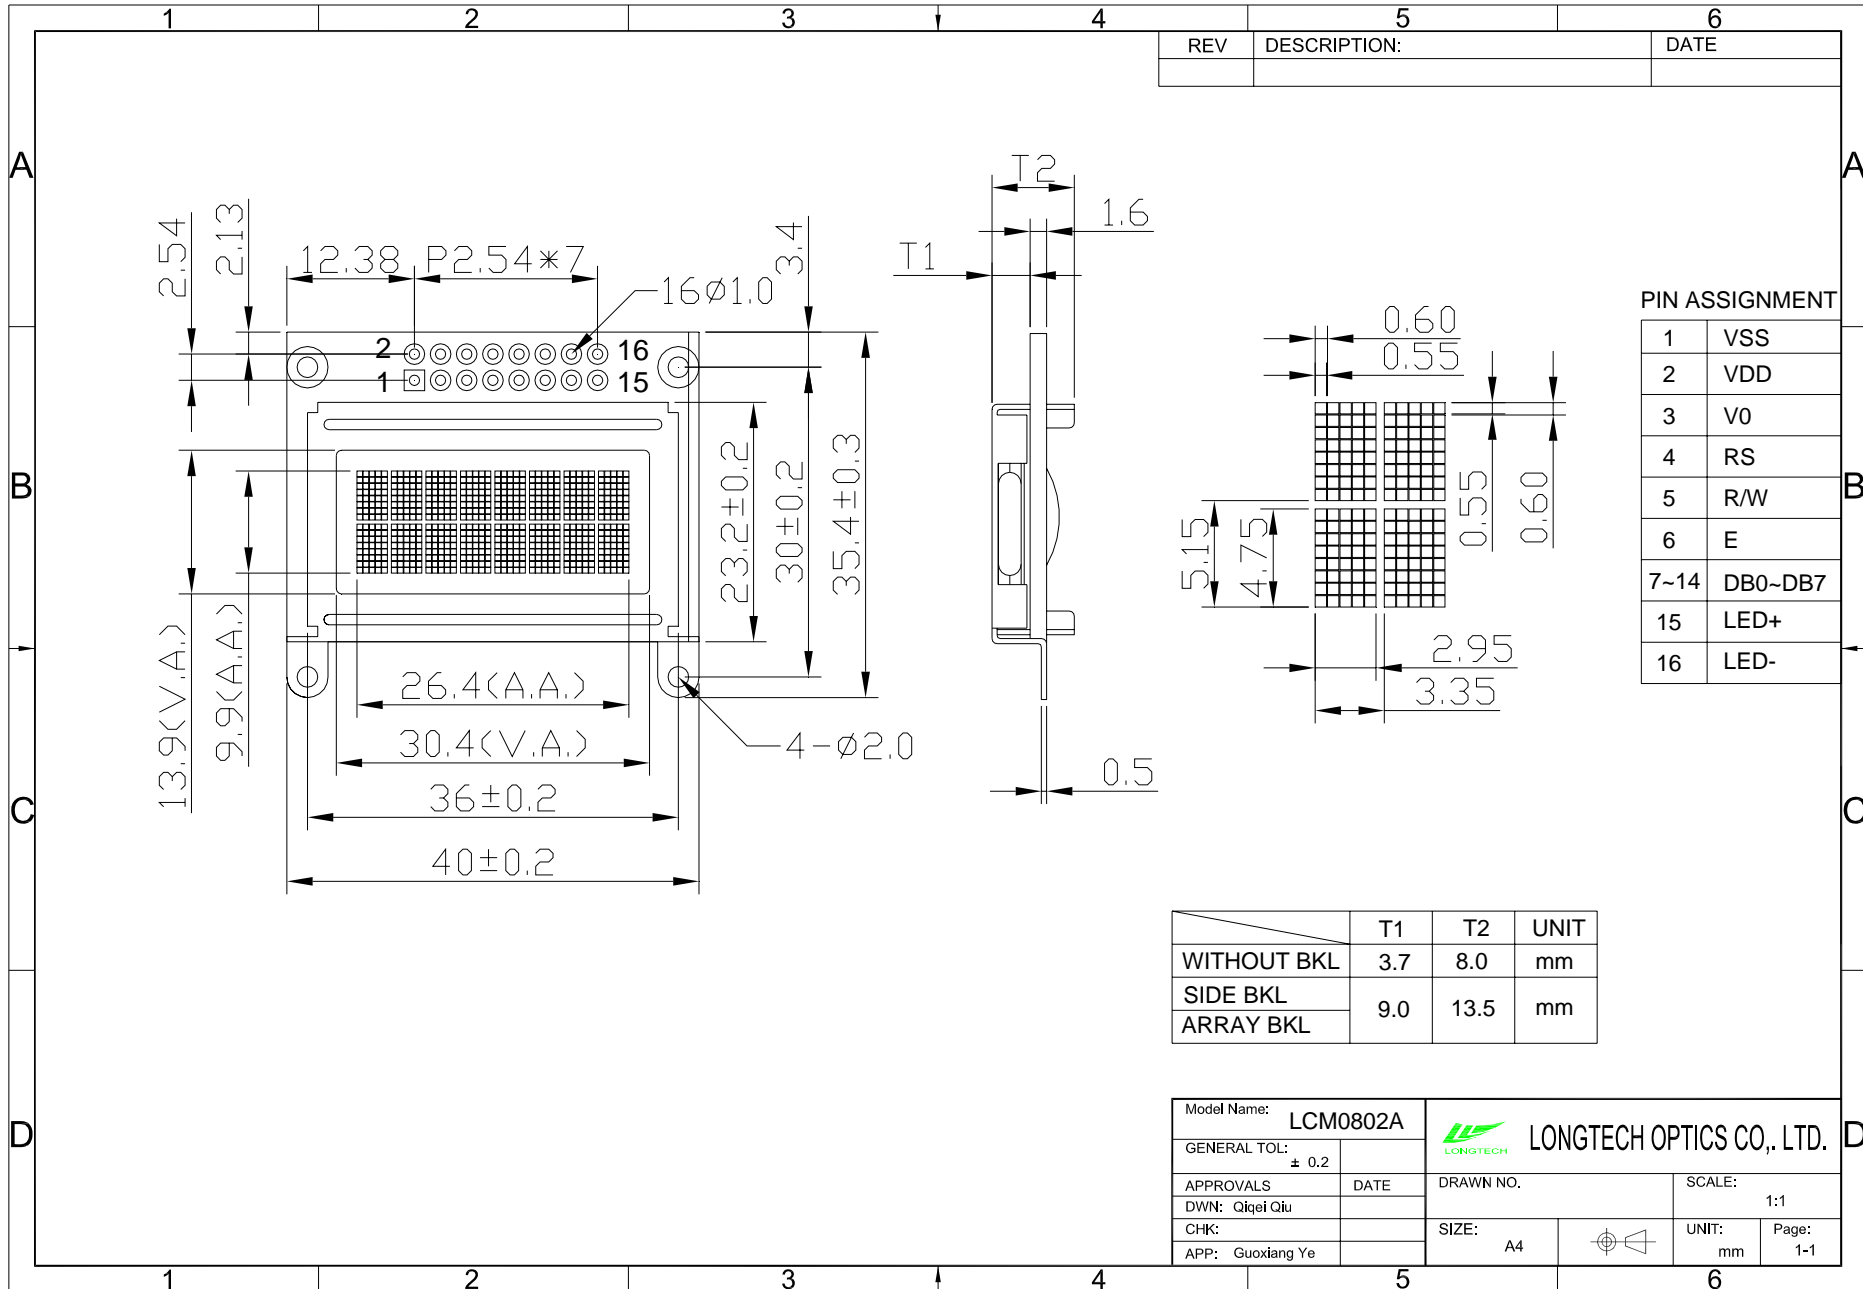 1 2 3 4 5 6
REV DESCRIPTION: DATE
A A
T2
1.6
T1
2.54
2.13
12.38 P2.54*7
3.4
16Ø1.0
2 16
1 15
PIN ASSIGNMENT
1 VSS
2 VDD
3 V0
4 RS
5 R/W
6 E
7~14 DB0~DB7
15 LED+
16 LED-
0.60
0.55
0.55
0.60
5.15
4.75
2.95
3.35
B B
23.2±0.2
30±0.2
35.4±0.3
13.9(V.A.)
9.9(A.A.)
26.4(A.A.)
30.4(V.A.)
4-Ø2.0
36±0.2
40±0.2
0.5
C C
T1 T2 UNIT
WITHOUT BKL 3.7 8.0 mm
SIDE BKL
ARRAY BKL
9.0 13.5 mm
D D
Model Name: LCM0802A
GENERAL TOL: ± 0.2
APPROVALS DATE
DWN: Qiqei Qiu
CHK:
APP: Guoxiang Ye
LONGTECH
LONGTECH OPTICS CO,. LTD.
DRAWN NO.
SCALE: 1:1
SIZE: A4
UNIT: mm
Page: 1-1
1 2 3 4 5 6